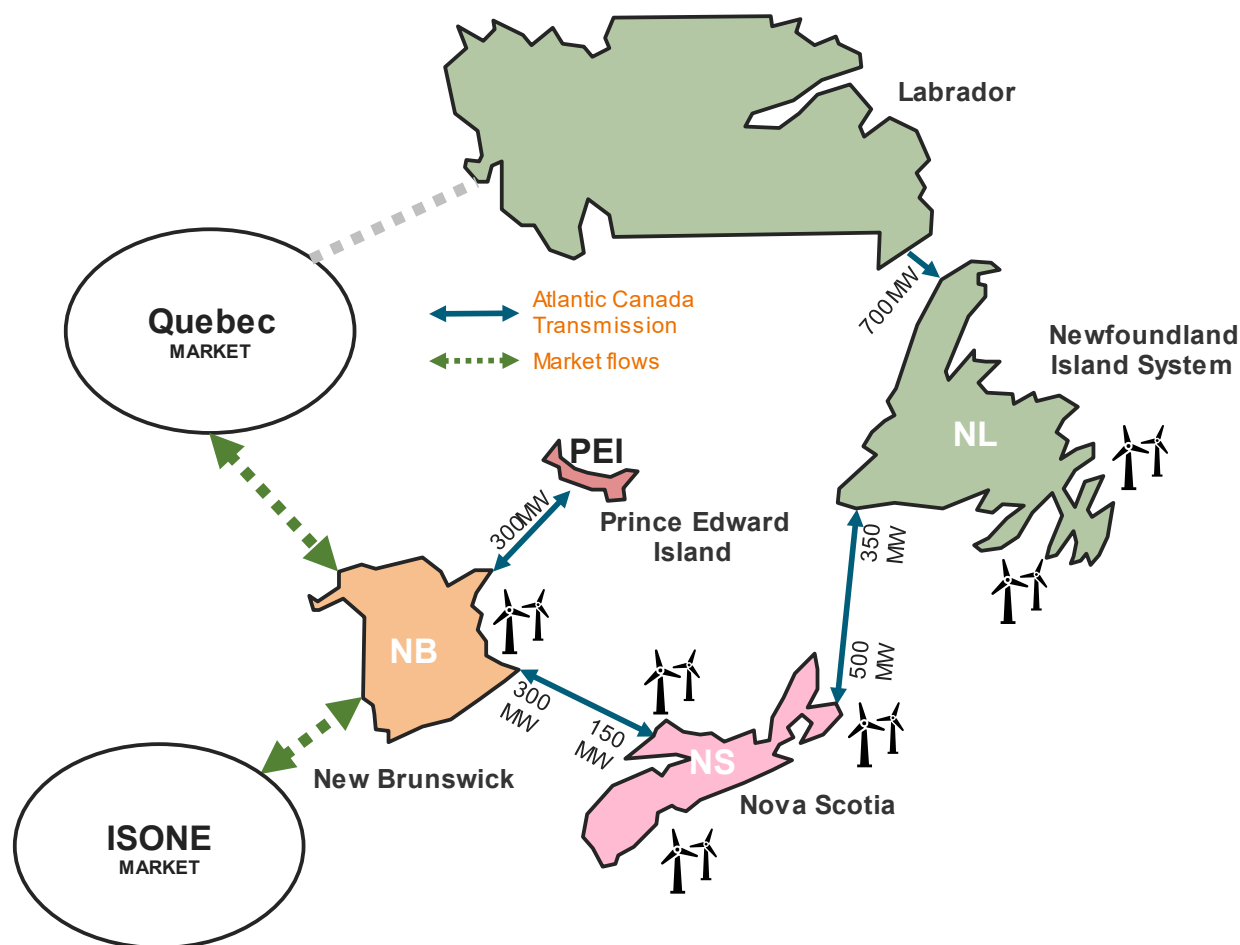 Labrador
700 MW
Quebec
MARKET
Atlantic Canada
Transmission
Market flows
Newfoundland
Island System
NL
PEI
300MW
Prince Edward
Island
350
MW
500
MW
NB
300
MW
150
MW
NS
New Brunswick
Nova Scotia
ISONE
MARKET